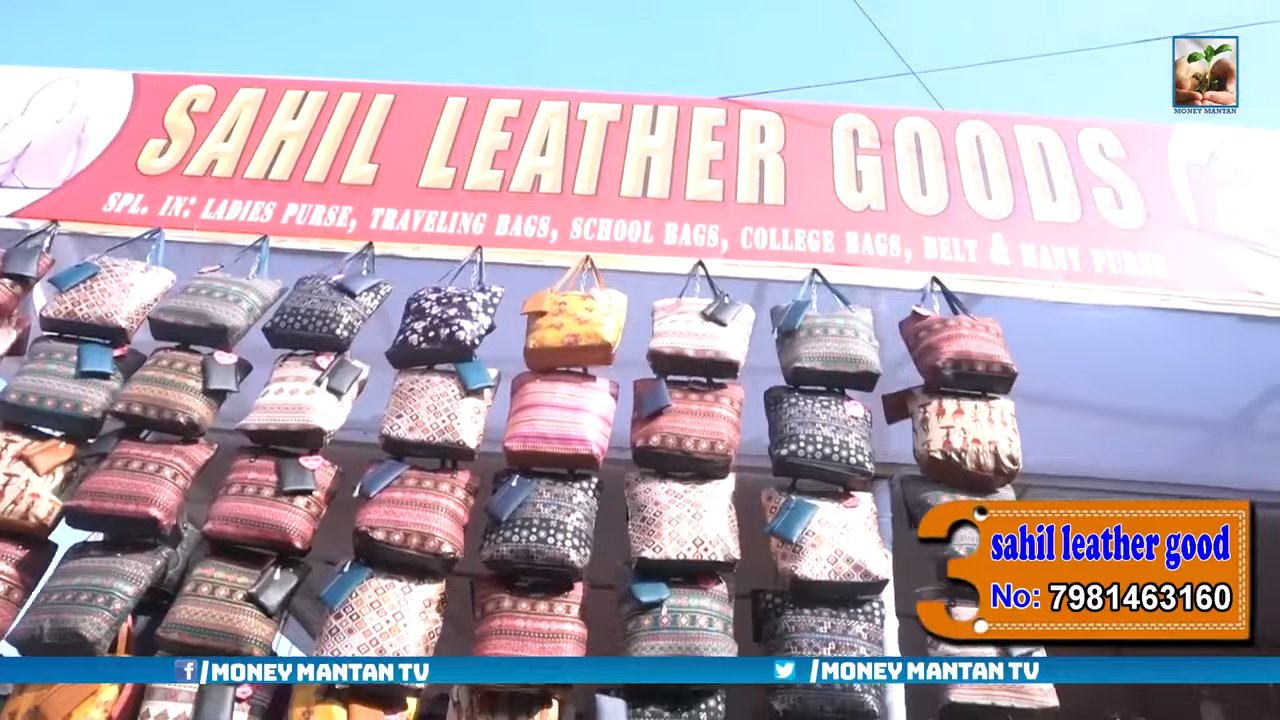 SAHIL LEATHER GOODS
SPL. IN: LADIES PURSE, TRAVELING BAGS, SCHOOL BAGS, COLLEGE BAGS, BELT & MANY PURSE
MONEY MANTAN
3
sahil leather good
No: 7981463160
f/MONEY MANTAN TV
/MONEY MANTAN TV